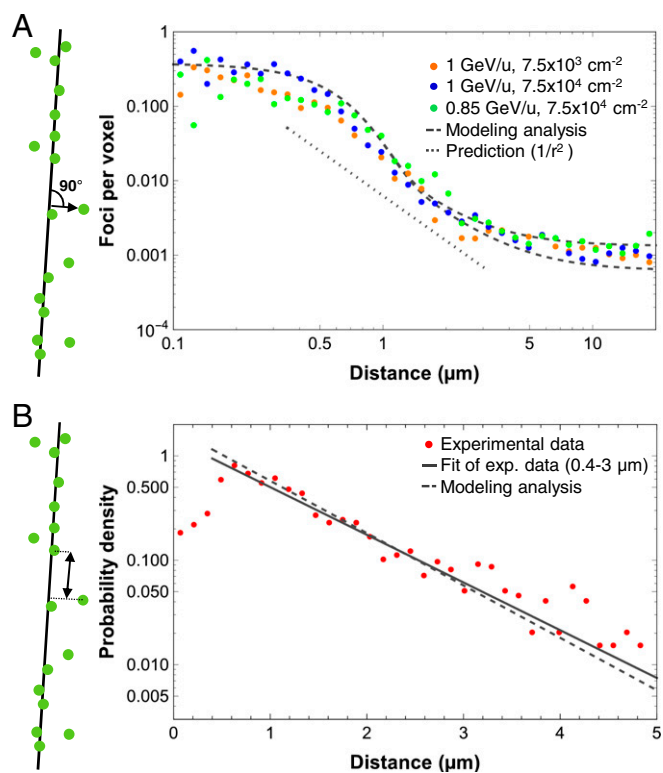 A
90°
Foci per voxel
1
0.100
0.010
0.001
10⁻⁴
0.1
0.5
1
5
10
Distance (µm)
1 GeV/u, 7.5x10³ cm⁻²
1 GeV/u, 7.5x10⁴ cm⁻²
0.85 GeV/u, 7.5x10⁴ cm⁻²
Modeling analysis
Prediction (1/r²)
B
Probability density
1
0.500
0.100
0.050
0.010
0.005
0
1
2
3
4
5
Distance (µm)
Experimental data
Fit of exp. data (0.4-3 µm)
Modeling analysis